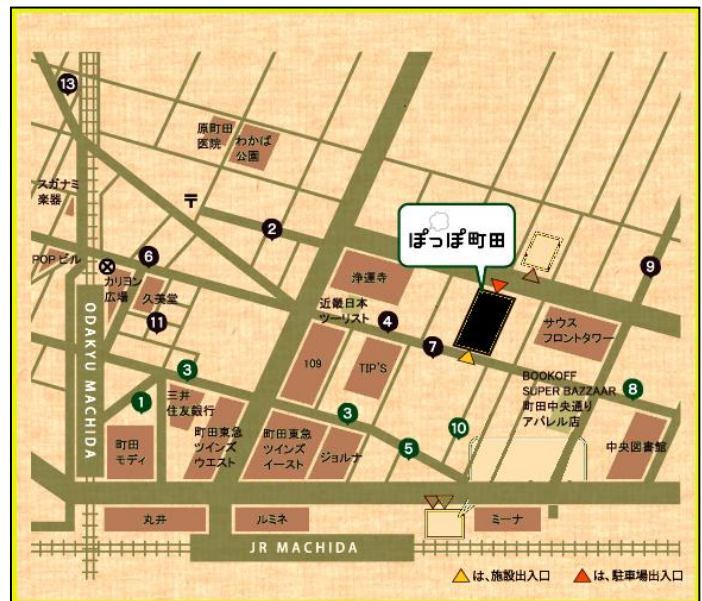 13
原町田
医院
わかば
公園
スガナミ
楽器
〒
2
ぽっぽ町田
9
POPビル
6
カリヨン
広場
久美堂
11
浄運寺
近畿日本
ツーリスト
4
7
サウス
フロントタワー
ODAKYU MACHIDA
3
109
TIP'S
1
三井
住友銀行
3
BOOKOFF
SUPER BAZZAAR
町田中央通り
アパレル店
8
町田
モディ
町田東急
ツインズ
ウエスト
町田東急
ツインズ
イースト
ジョルナ
5
10
中央図書館
丸井
ルミネ
ミーナ
JR MACHIDA
は、施設出入口
は、駐車場出入口